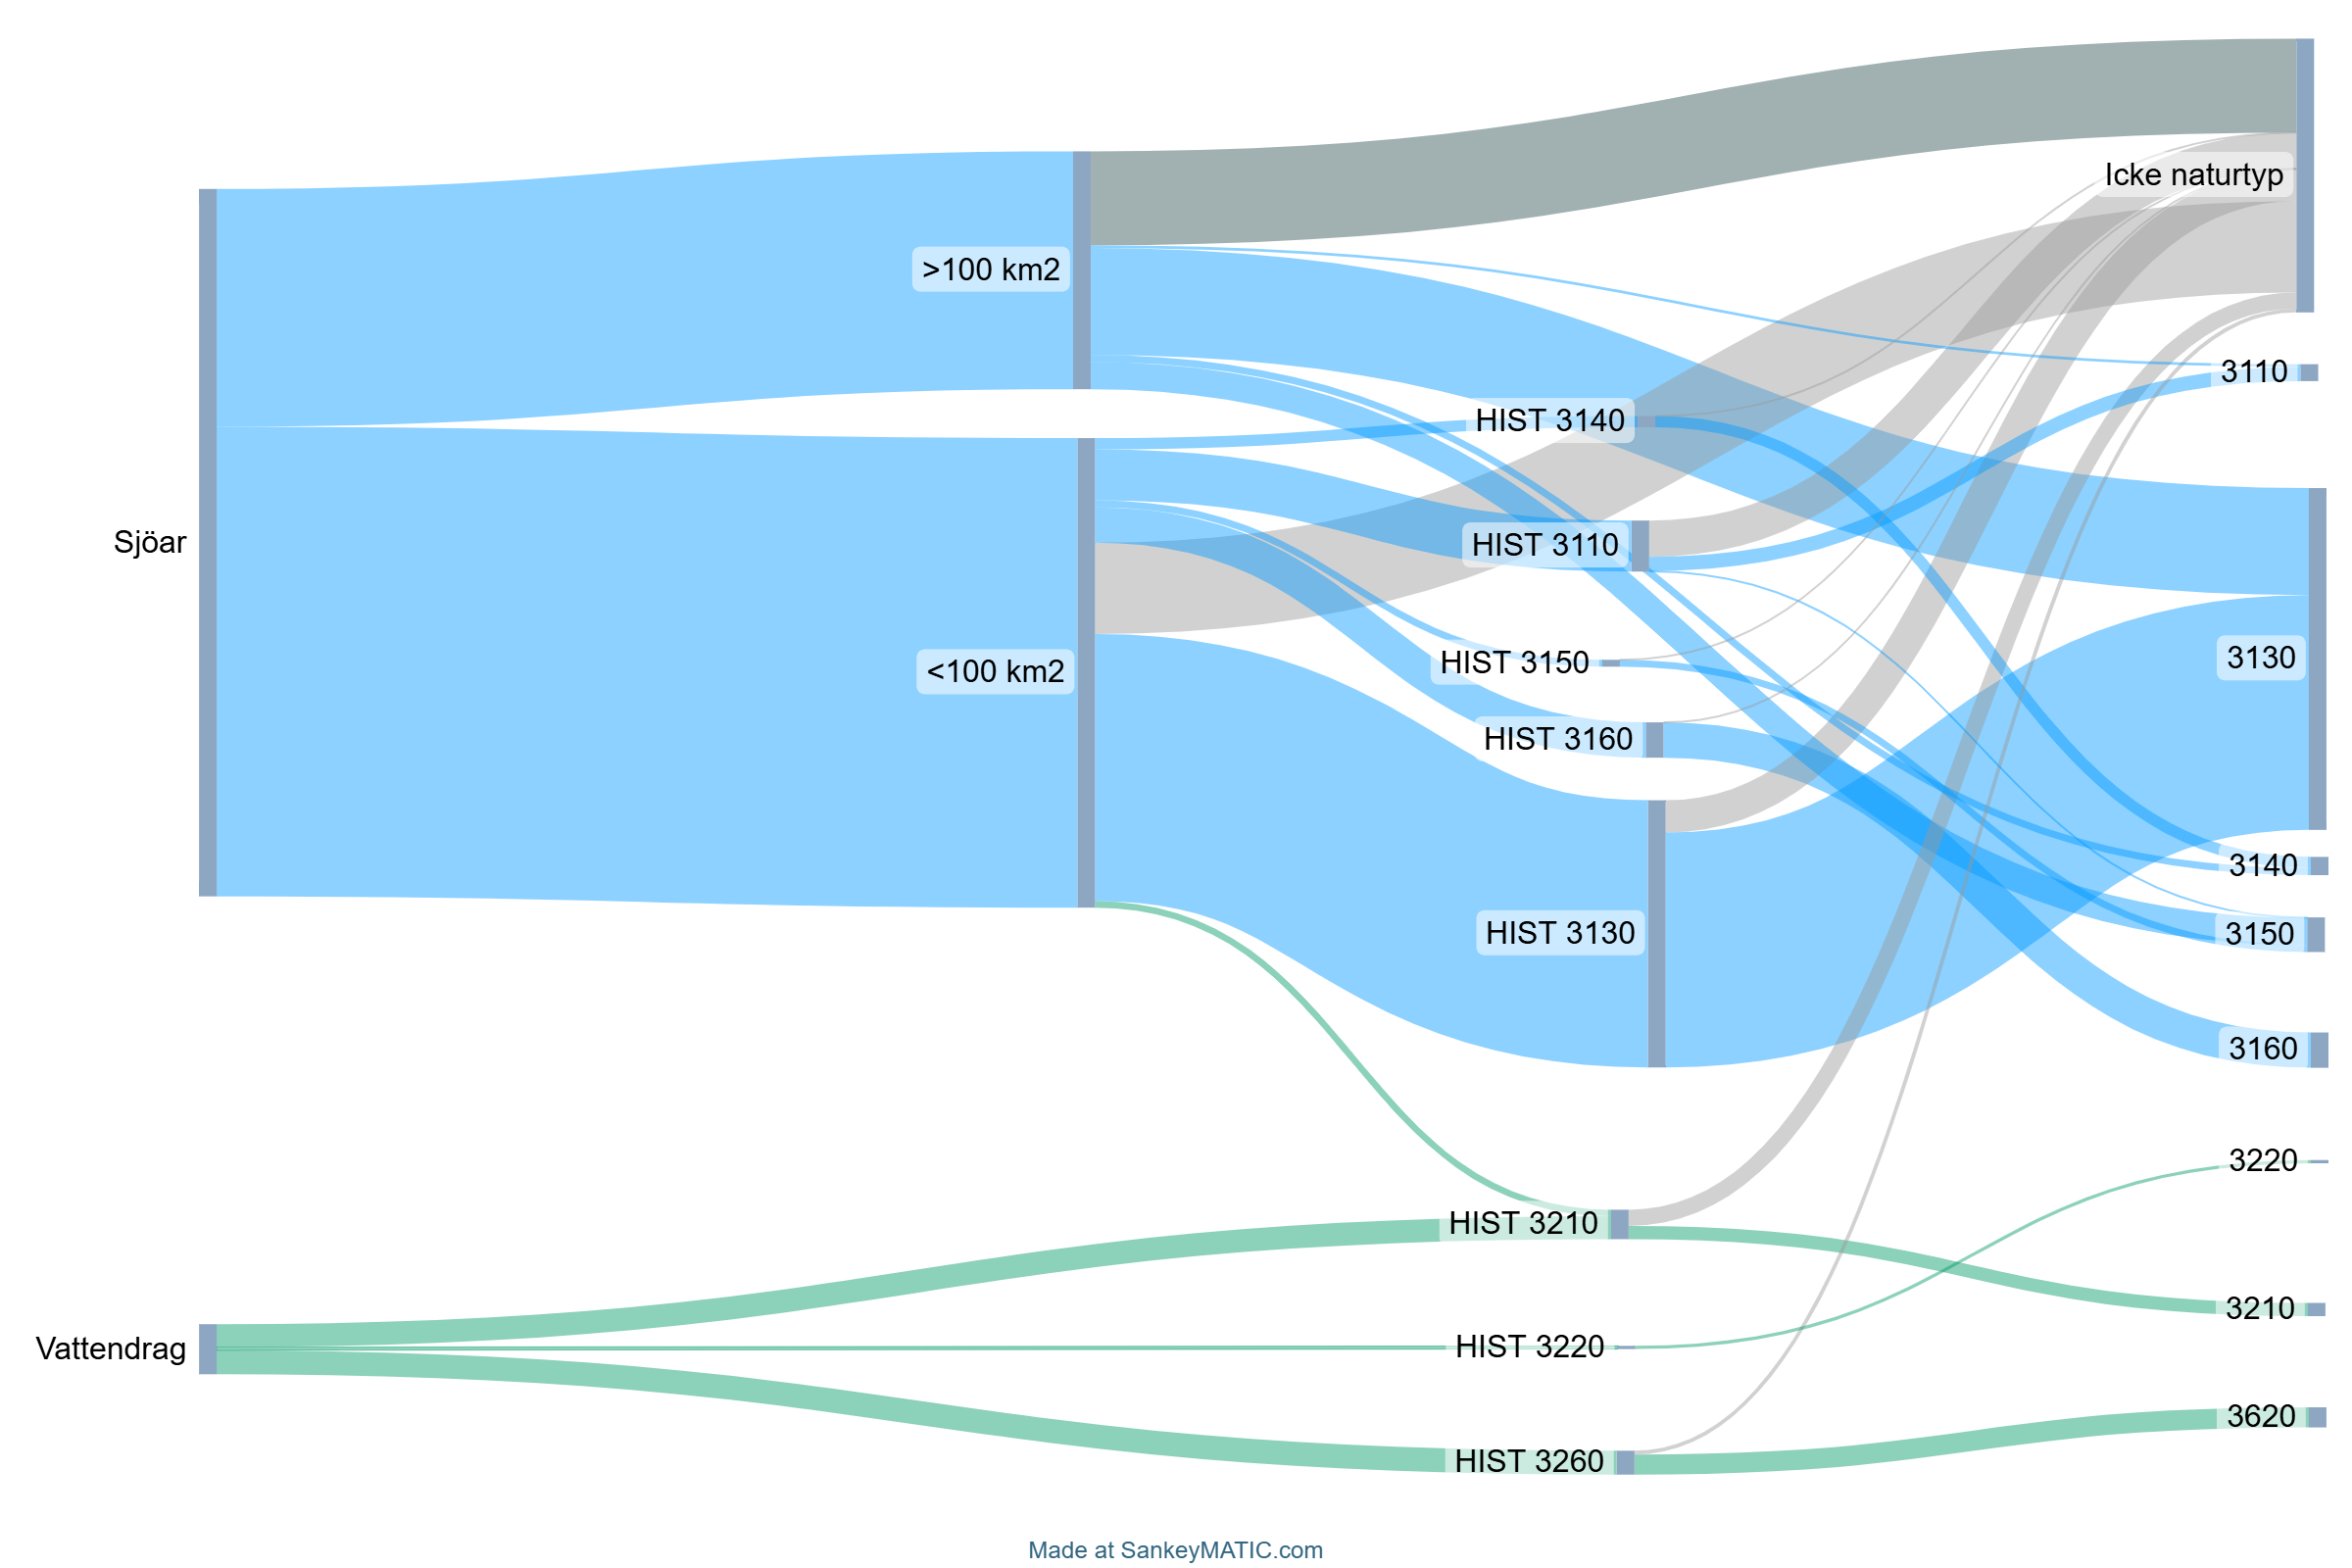 Icke naturtyp
>100 km2
3110
HIST 3140
Sjöar
HIST 3110
3130
<100 km2
HIST 3150
HIST 3160
3140
HIST 3130
3150
3160
3220
HIST 3210
3210
Vattendrag
HIST 3220
3620
HIST 3260
Made at SankeyMATIC.com